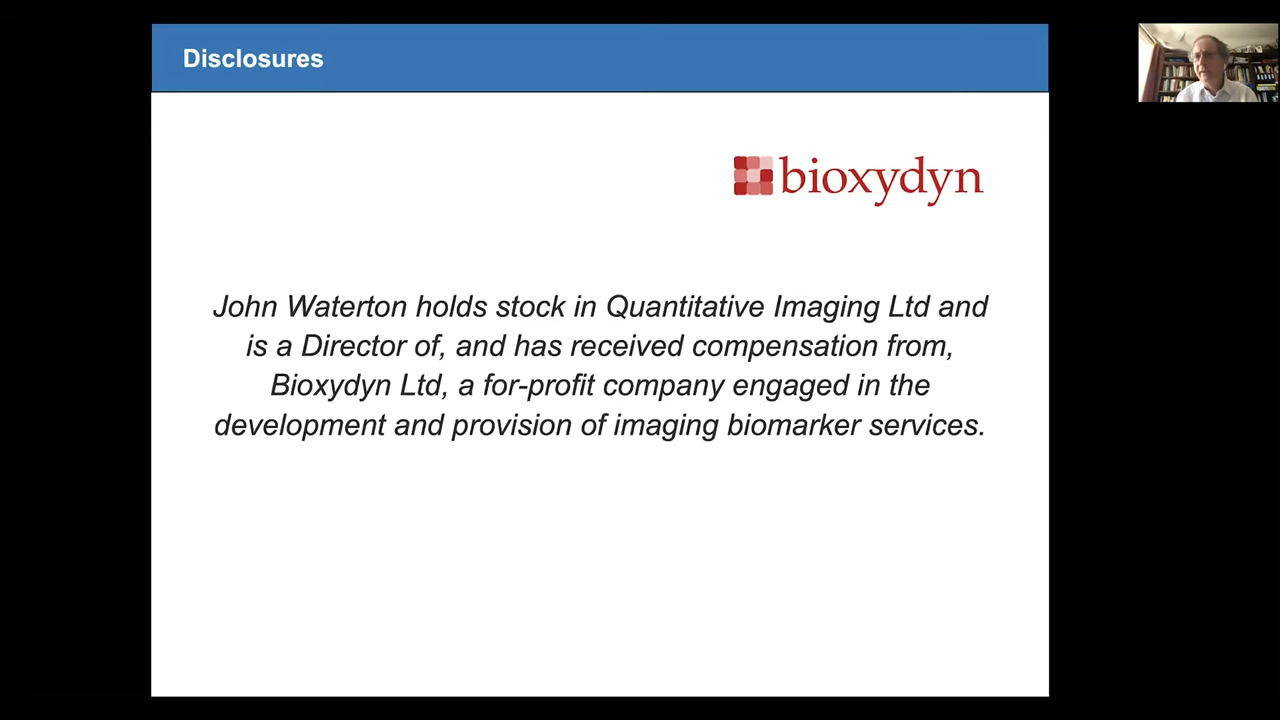 Disclosures
bioxydyn
John Waterton holds stock in Quantitative Imaging Ltd and
is a Director of, and has received compensation from,
Bioxydyn Ltd, a for-profit company engaged in the
development and provision of imaging biomarker services.